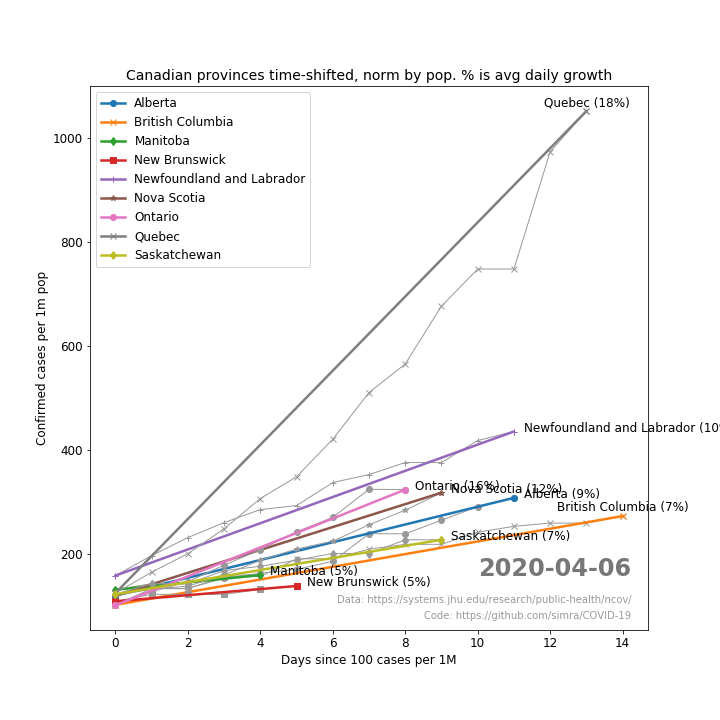 Canadian provinces time-shifted, norm by pop. % is avg daily growth
Alberta
British Columbia
Manitoba
New Brunswick
Newfoundland and Labrador
Nova Scotia
Ontario
Quebec
Saskatchewan
Quebec (18%)
Newfoundland and Labrador (10%
Ontario (16%)
Nova Scotia (12%)
Alberta (9%)
British Columbia (7%)
Saskatchewan (7%)
Manitoba (5%)
New Brunswick (5%)
2020-04-06
Data: https://systems.jhu.edu/research/public-health/ncov/
Code: https://github.com/simra/COVID-19
Confirmed cases per 1m pop
1000
800
600
400
200
0 2 4 6 8 10 12 14
Days since 100 cases per 1M